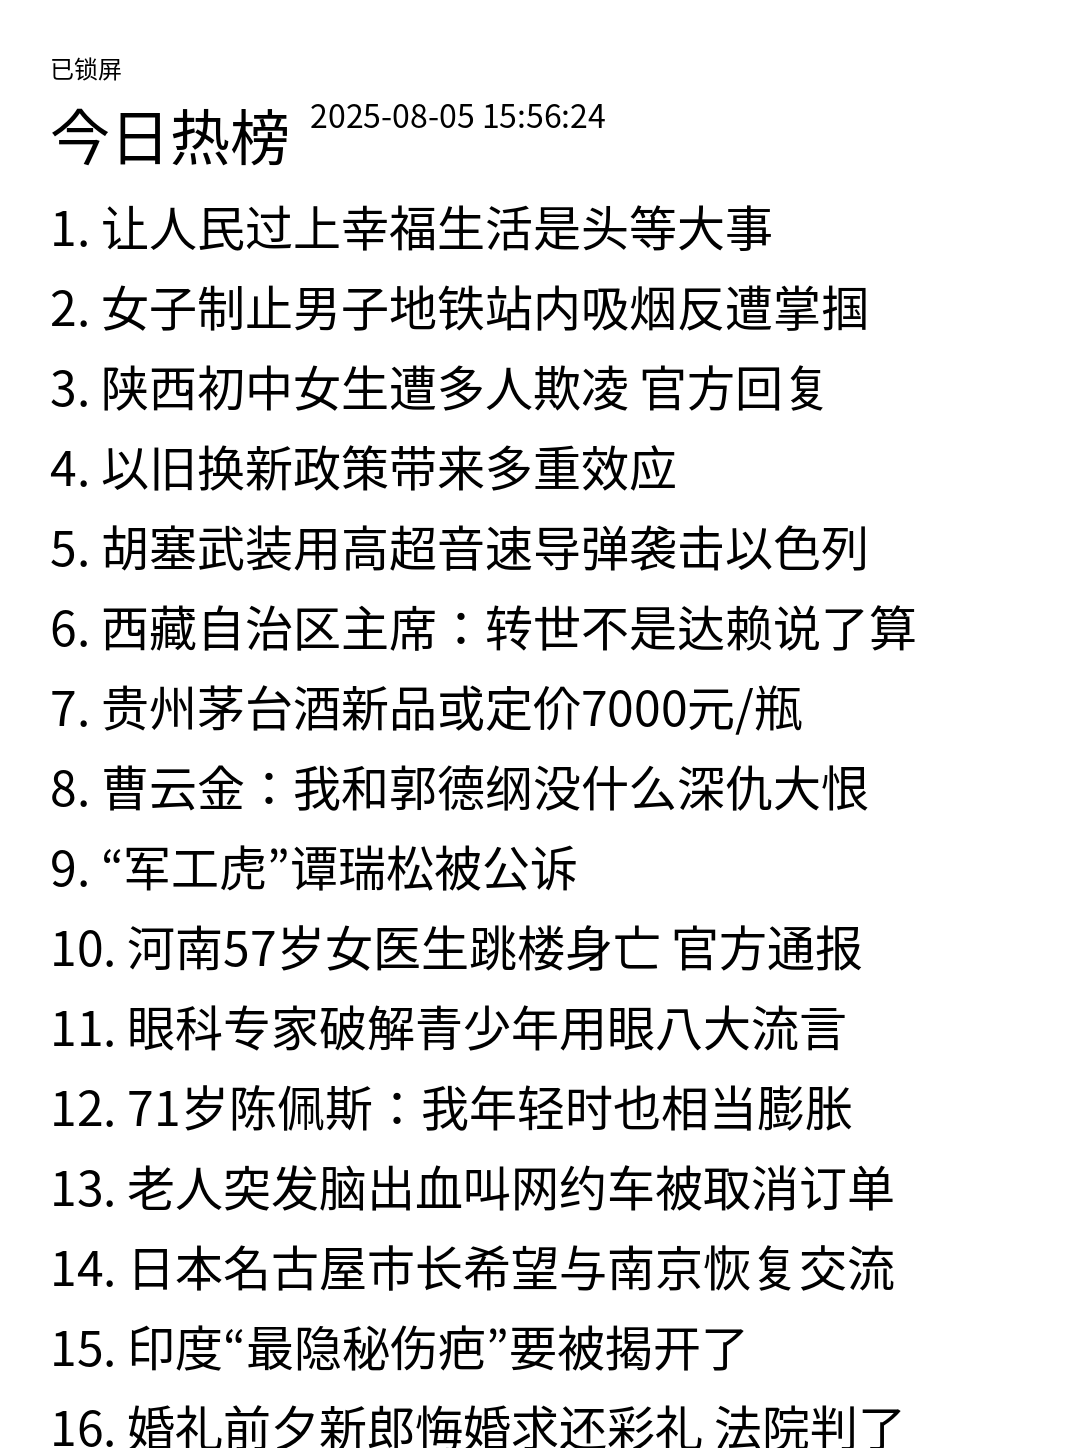 已锁屏
今日热榜 2025-08-05 15:56:24
1. 让人民过上幸福生活是头等大事
2. 女子制止男子地铁站内吸烟反遭掌掴
3. 陕西初中女生遭多人欺凌 官方回复
4. 以旧换新政策带来多重效应
5. 胡塞武装用高超音速导弹袭击以色列
6. 西藏自治区主席：转世不是达赖说了算
7. 贵州茅台酒新品或定价7000元/瓶
8. 曹云金：我和郭德纲没什么深仇大恨
9. “军工虎”谭瑞松被公诉
10. 河南57岁女医生跳楼身亡 官方通报
11. 眼科专家破解青少年用眼八大流言
12. 71岁陈佩斯：我年轻时也相当膨胀
13. 老人突发脑出血叫网约车被取消订单
14. 日本名古屋市长希望与南京恢复交流
15. 印度“最隐秘伤疤”要被揭开了
16. 婚礼前夕新郎悔婚求还彩礼 法院判了